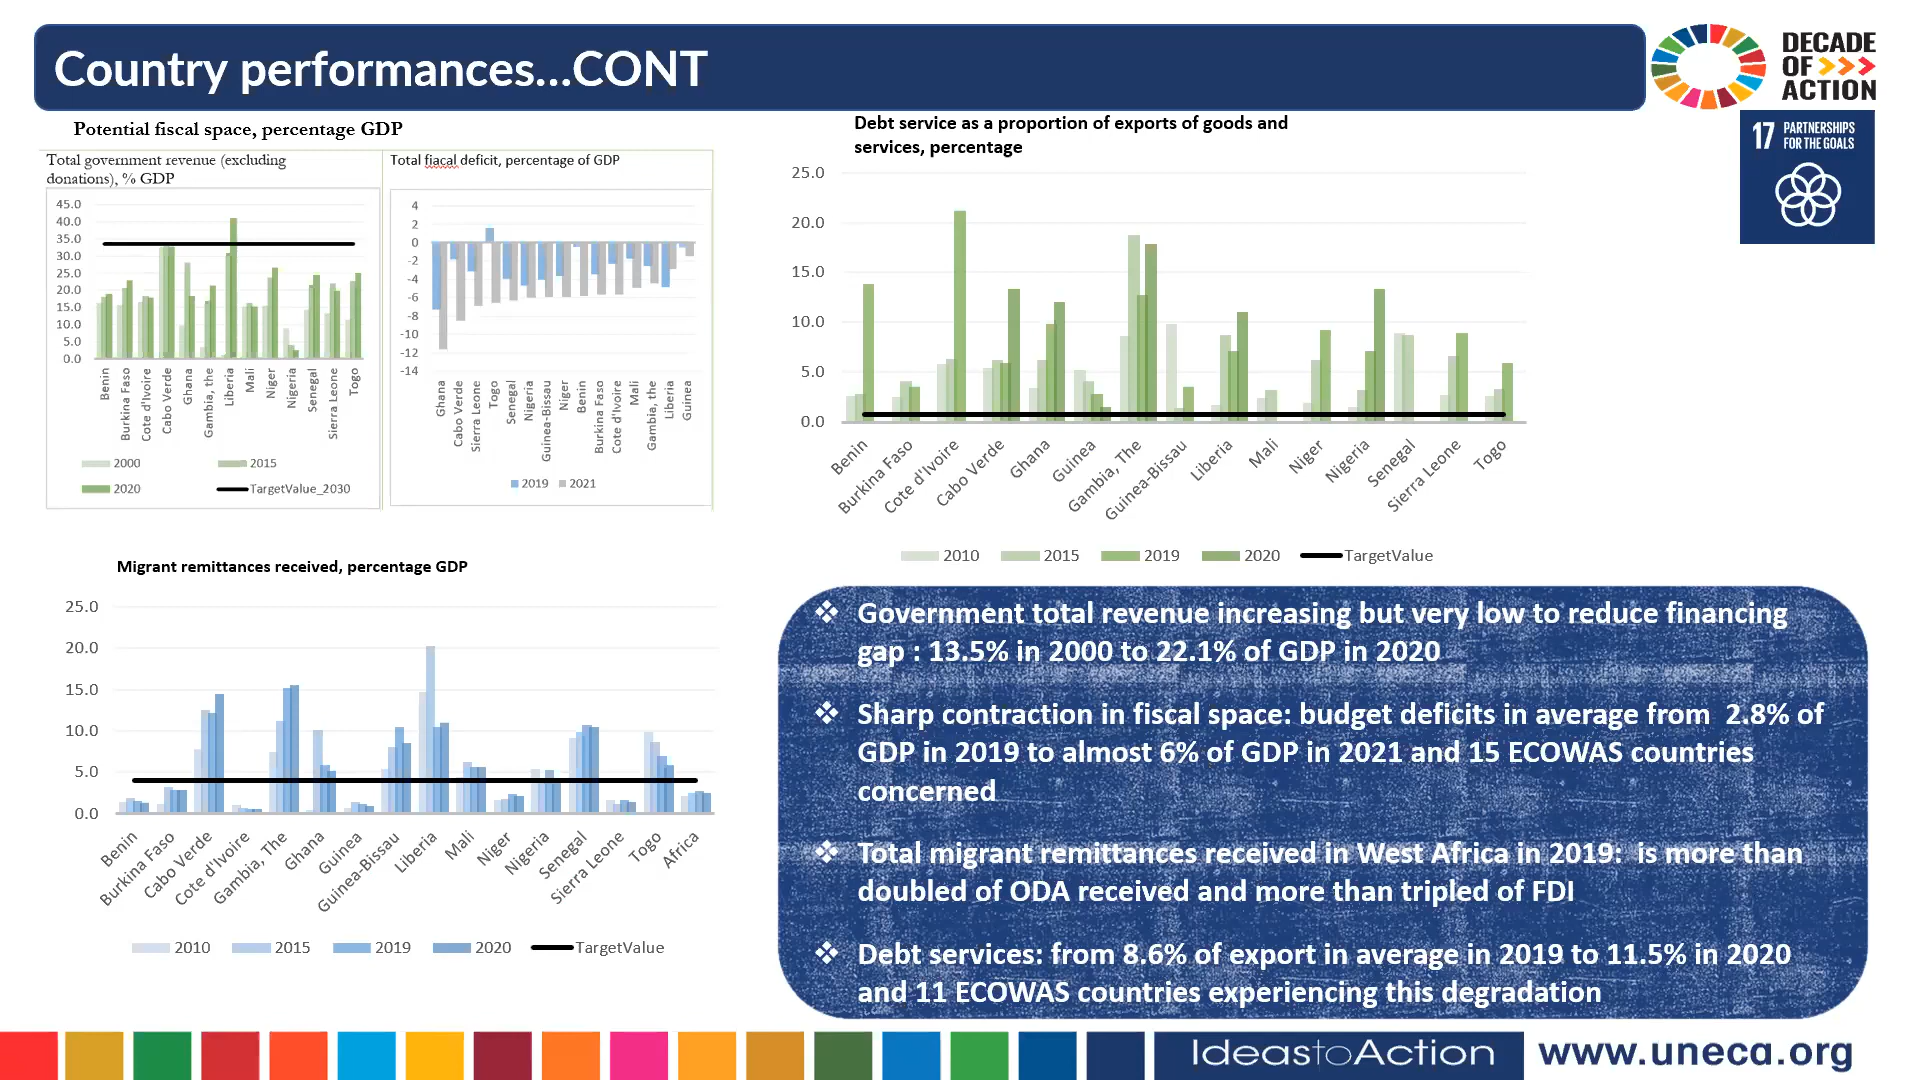 Country performances...CONT
DECADE
OF
ACTION
17 PARTNERSHIPS
FOR THE GOALS
Potential fiscal space, percentage GDP
Total government revenue (excluding
donations), % GDP
45.0
40.0
35.0
30.0
25.0
20.0
15.0
10.0
5.0
0.0
Benin
Burkina Faso
Cote d'Ivoire
Cabo Verde
Ghana
Gambia, the
Liberia
Mali
Niger
Nigeria
Senegal
Sierra Leone
Togo
2000
2015
2020
TargetValue_2030
Total fiacal deficit, percentage of GDP
4
2
0
-2
-4
-6
-8
-10
-12
-14
Ghana
Cabo Verde
Sierra Leone
Togo
Senegal
Nigeria
Guinea-Bissau
Niger
Benin
Burkina Faso
Cote d'Ivoire
Mali
Gambia, the
Liberia
Guinea
2019
2021
Debt service as a proportion of exports of goods and
services, percentage
25.0
20.0
15.0
10.0
5.0
0.0
Benin
Burkina Faso
Cote d'Ivoire
Cabo Verde
Ghana
Guinea
Gambia, The
Guinea-Bissau
Liberia
Mali
Niger
Nigeria
Senegal
Sierra Leone
Togo
2010
2015
2019
2020
TargetValue
Migrant remittances received, percentage GDP
25.0
20.0
15.0
10.0
5.0
0.0
Benin
Burkina Faso
Cabo Verde
Cote d'Ivoire
Gambia, The
Ghana
Guinea
Guinea-Bissau
Liberia
Mali
Niger
Nigeria
Senegal
Sierra Leone
Togo
Africa
2010
2015
2019
2020
TargetValue
❖ Government total revenue increasing but very low to reduce financing
gap : 13.5% in 2000 to 22.1% of GDP in 2020
❖ Sharp contraction in fiscal space: budget deficits in average from 2.8% of
GDP in 2019 to almost 6% of GDP in 2021 and 15 ECOWAS countries
concerned
❖ Total migrant remittances received in West Africa in 2019: is more than
doubled of ODA received and more than tripled of FDI
❖ Debt services: from 8.6% of export in average in 2019 to 11.5% in 2020
and 11 ECOWAS countries experiencing this degradation
IdeastoAction
www.uneca.org